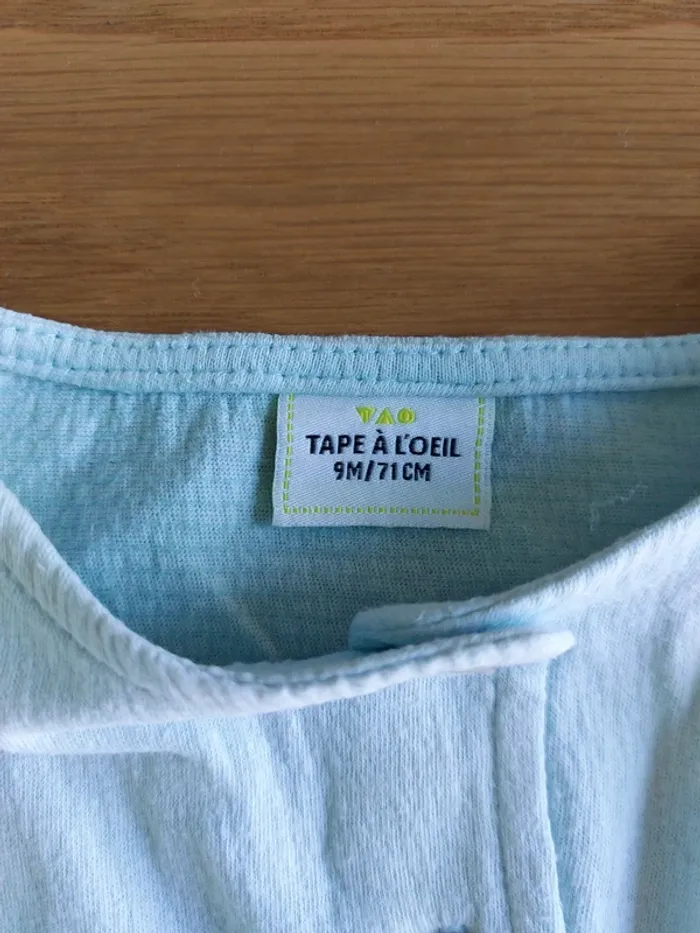 TAO
TAPE À L'OEIL
9M/71CM